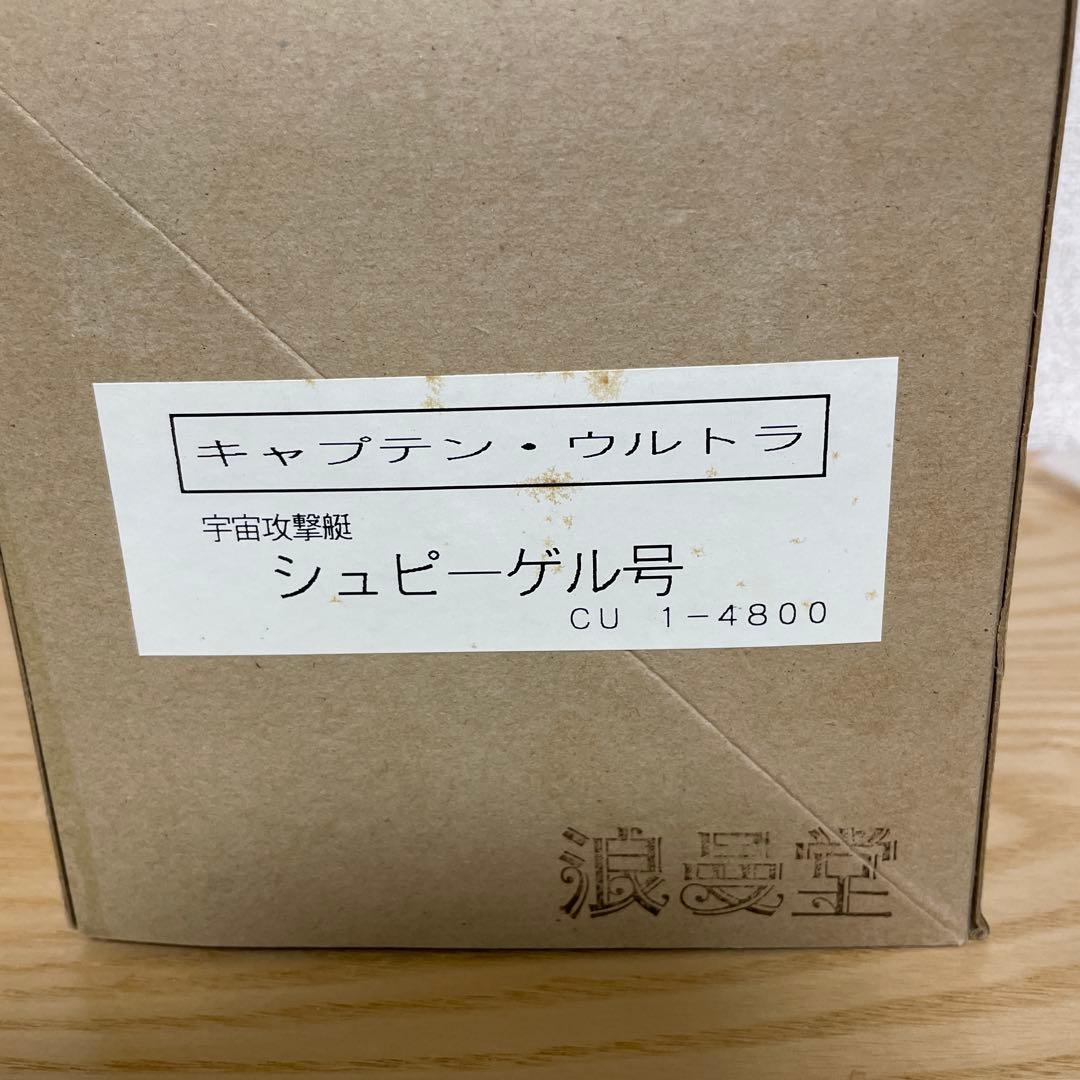 キャプテン・ウルトラ
宇宙攻撃艇
シュピーゲル号
CU 1-4800
浪曼堂